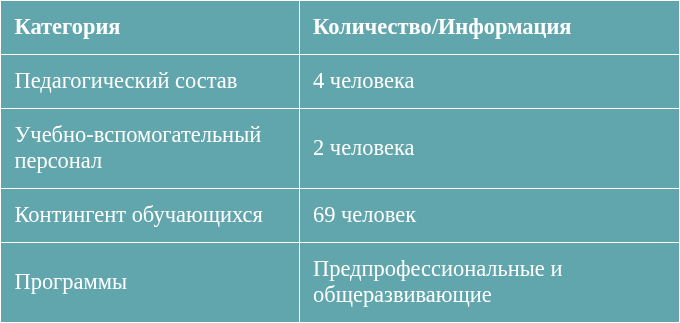 Категория
Количество/Информация
Педагогический состав
4 человека
Учебно-вспомогательный
персонал
2 человека
Контингент обучающихся
69 человек
Программы
Предпрофессиональные и
общеразвивающие